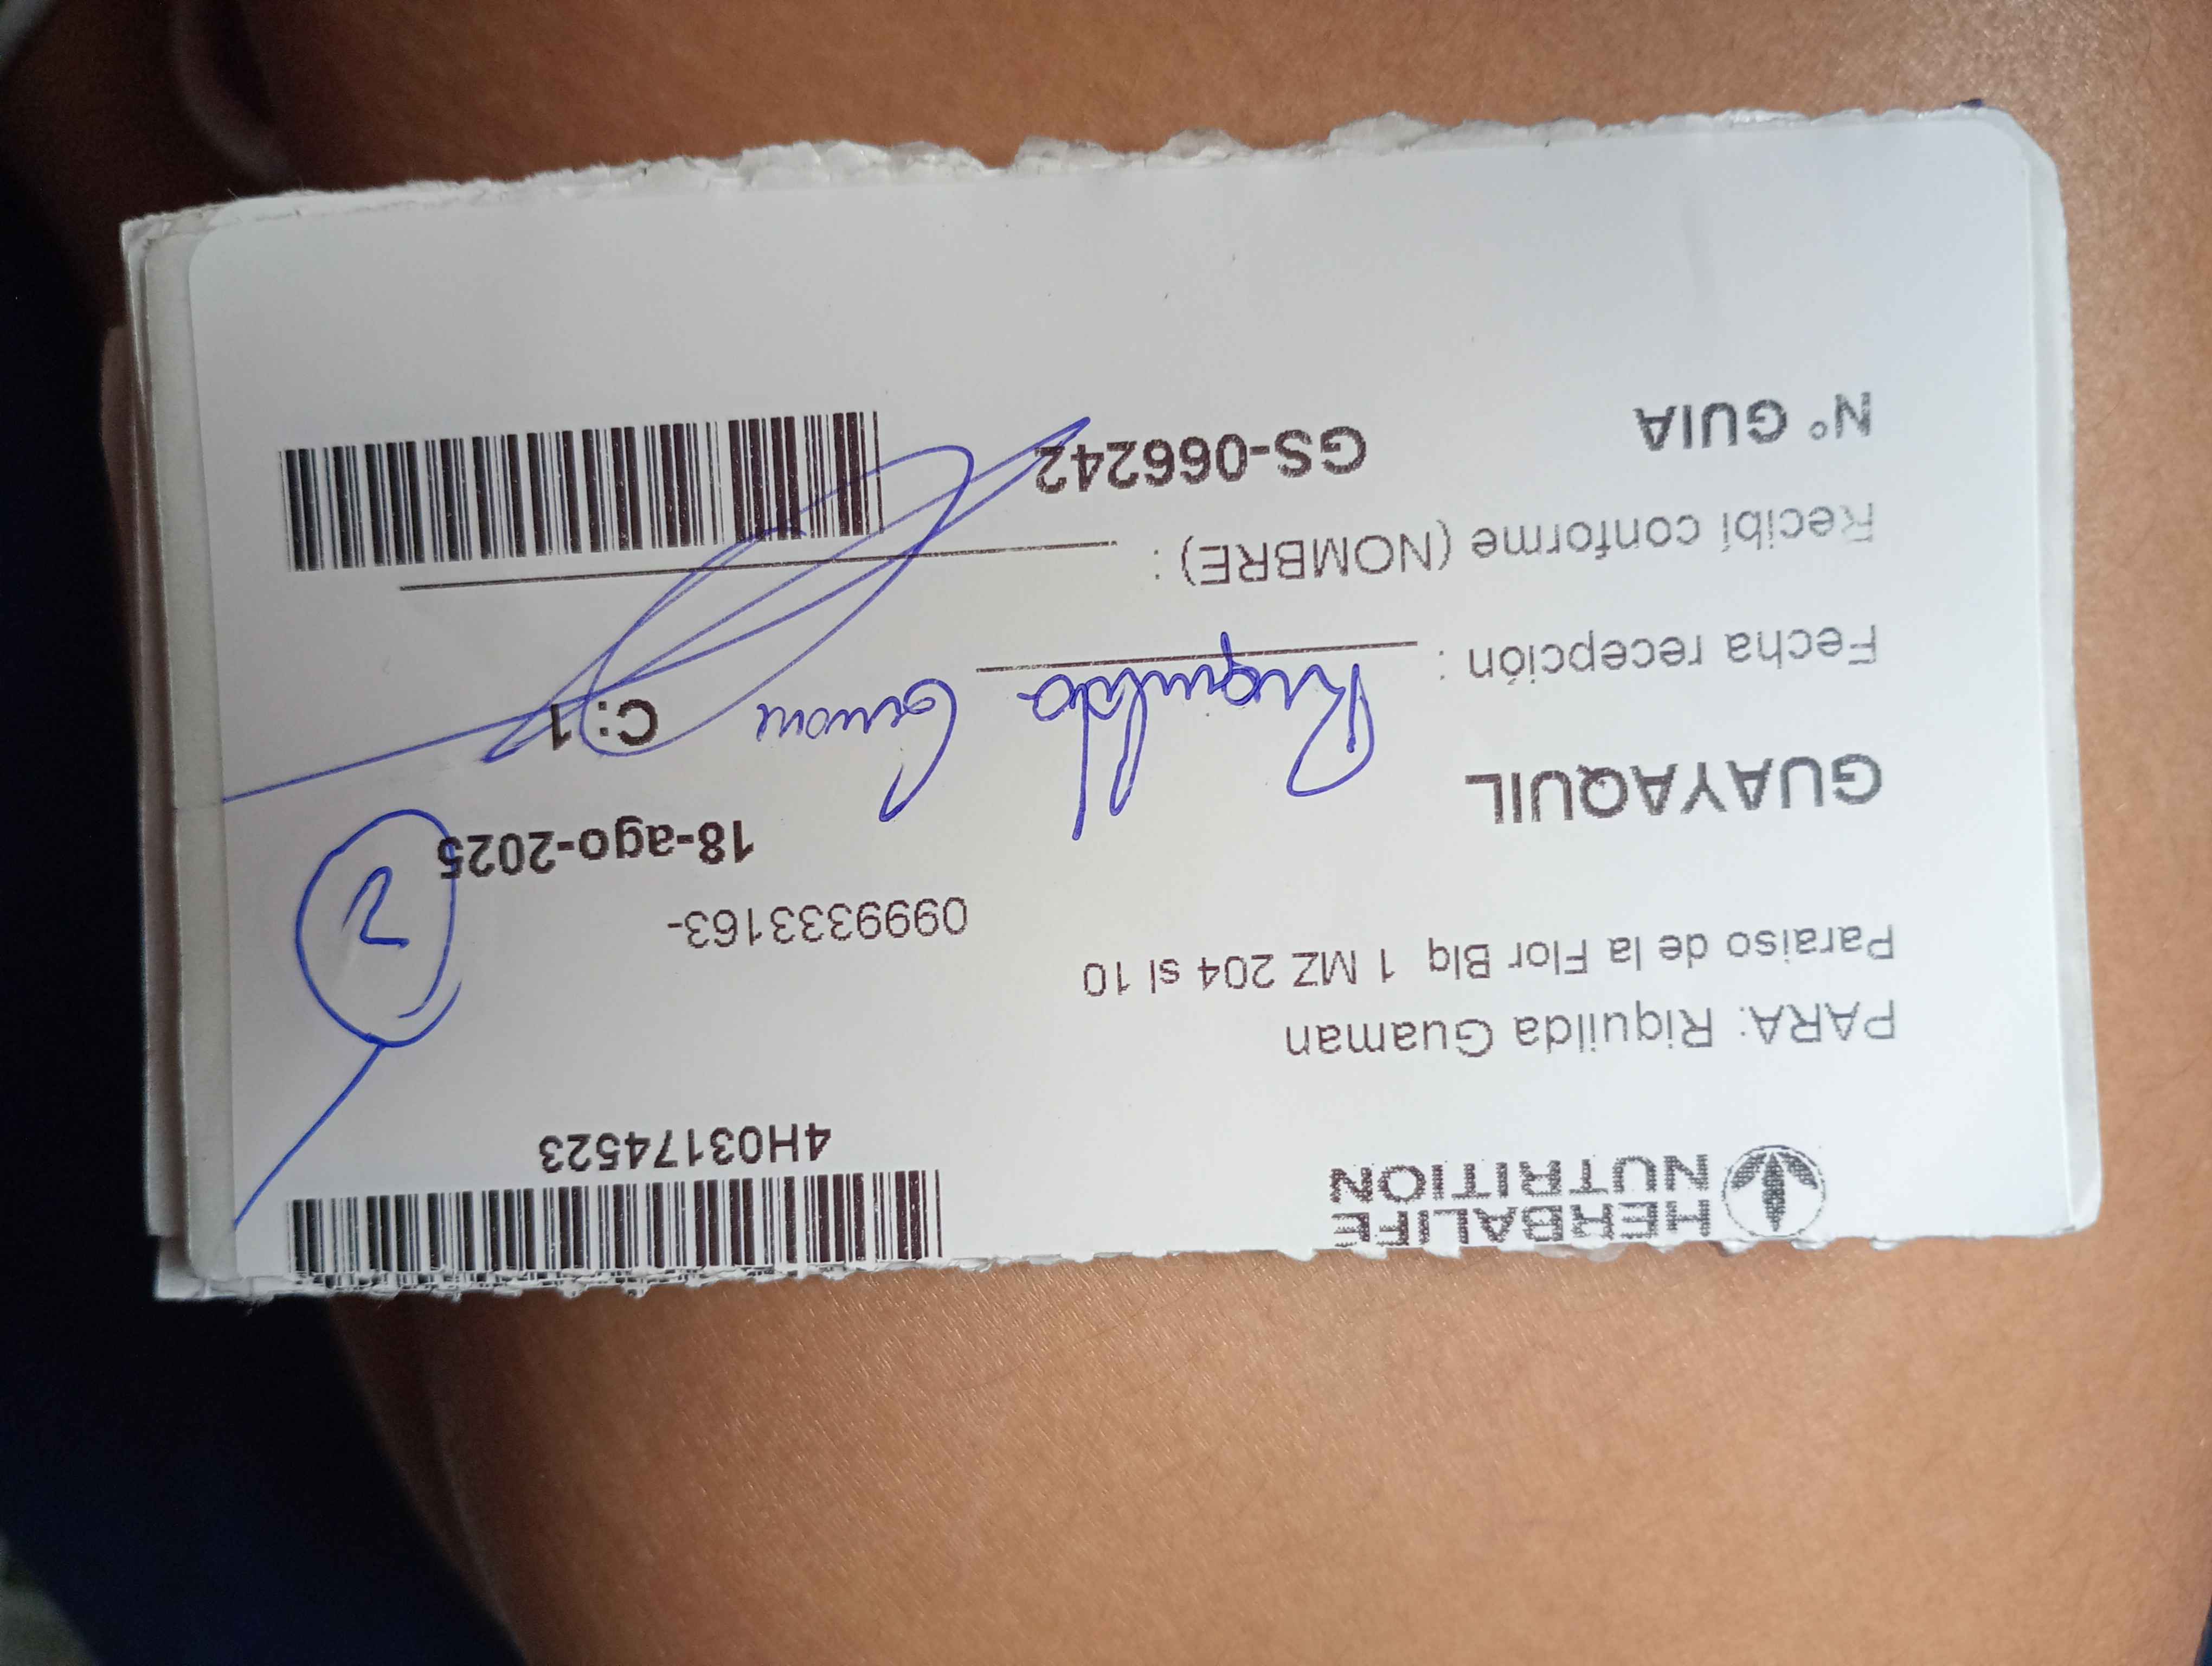 HERBALIFE
NUTRITION
4H03174523
PARA: Riquilda Guaman
Paraiso de la Flor Blq 1 MZ 204 sl 10
0999333163-
18-ago-2025
2
GUAYAQUIL
C: 1
Riquilda
Fecha recepción :
Recibí conforme (NOMBRE) :
N° GUIA
GS-066242